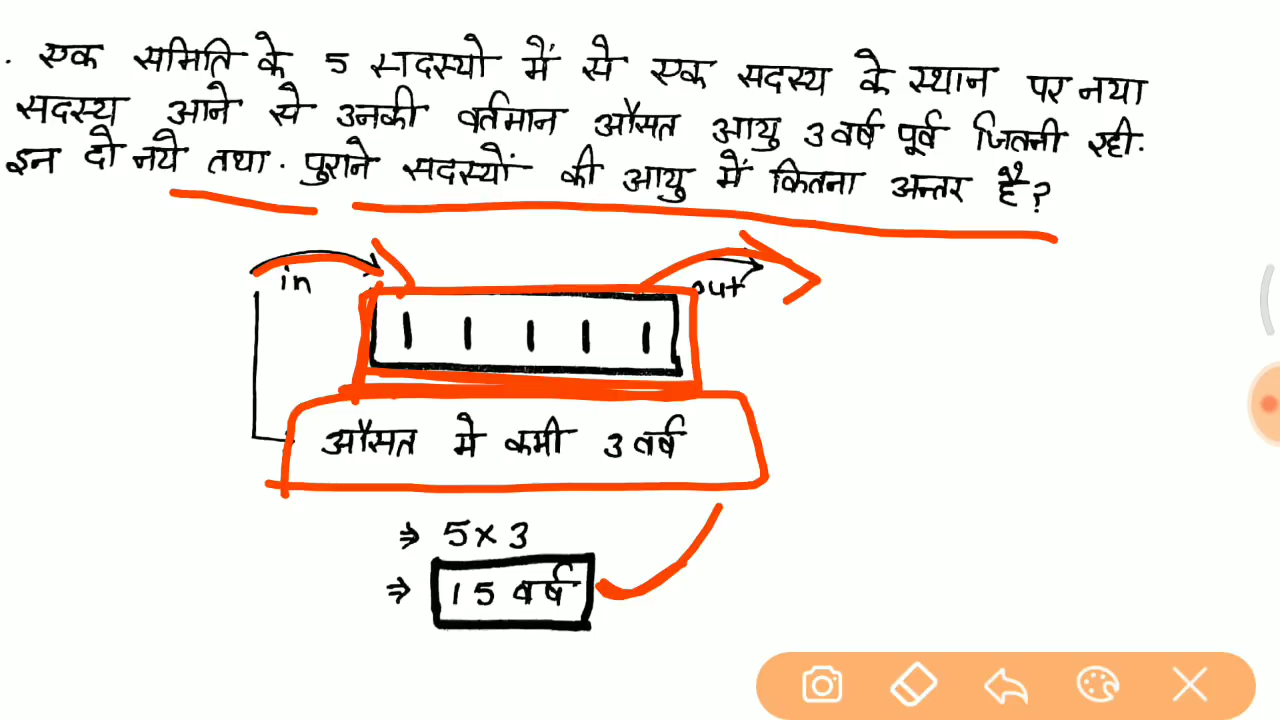 . एक समिति के 5 सदस्यो में से एक सदस्य के स्थान पर नया
सदस्य आने से उनकी वर्तमान औसत आयु 3 वर्ष पूर्व जितनी रही.
इन दो नये तथा. पुराने सदस्यों की आयु में कितना अन्तर है?
in
out
औसत मे कमी 3 वर्ष
⇒ 5 × 3
⇒ 15 वर्ष